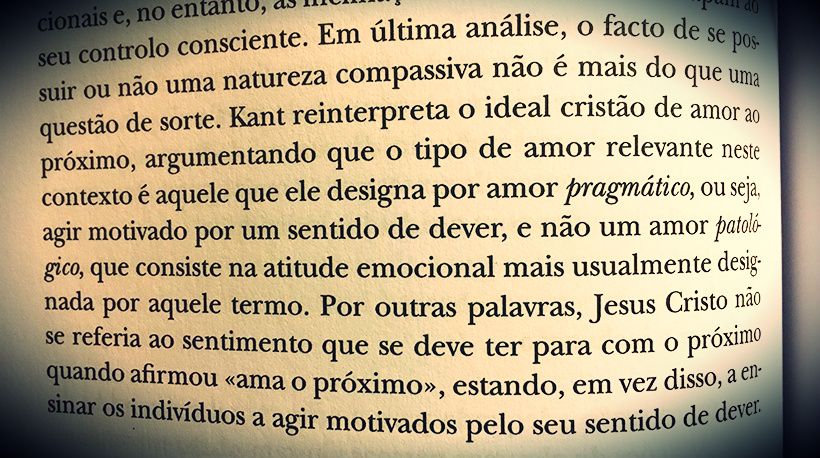 cionais e, no entanto, as
seu controlo consciente. Em última análise, o facto de se pos-
suir ou não uma natureza compassiva não é mais do que uma
questão de sorte. Kant reinterpreta o ideal cristão de amor ao
próximo, argumentando que o tipo de amor relevante neste
contexto é aquele que ele designa por amor pragmático, ou seja,
agir motivado por um sentido de dever, e não um amor patoló-
gico, que consiste na atitude emocional mais usualmente desig-
nada por aquele termo. Por outras palavras, Jesus Cristo não
se referia ao sentimento que se deve ter para com o próximo
quando afirmou «ama o próximo», estando, em vez disso, a en-
sinar os indivíduos a agir motivados pelo seu sentido de dever.